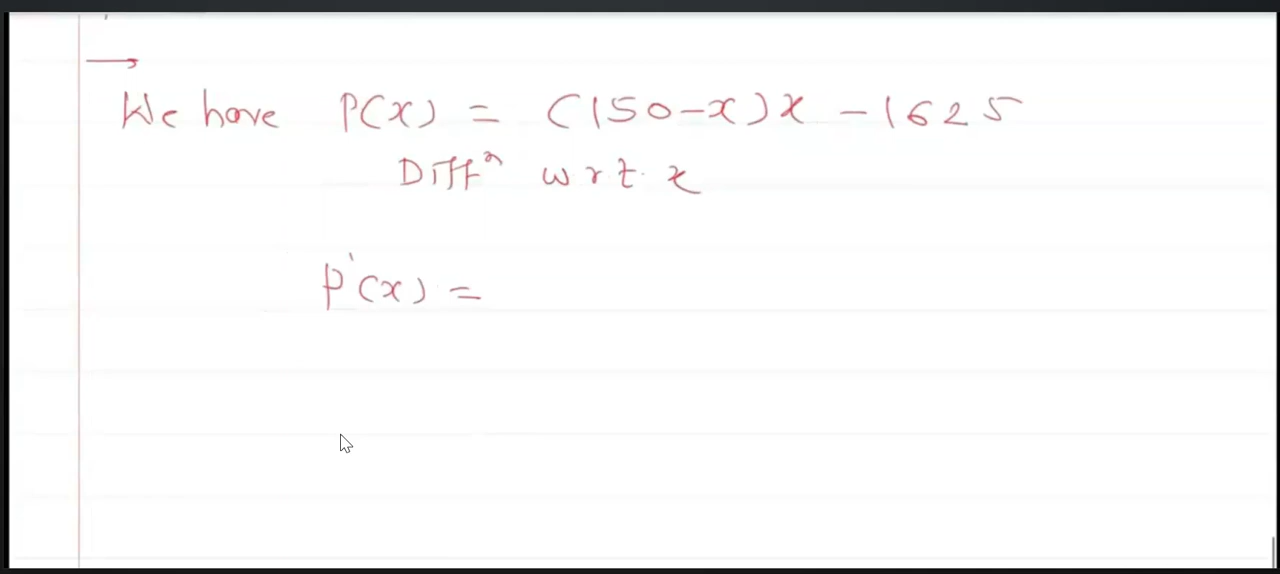 We have P(x) = (150-x)x - 1625
Diffⁿ w r t. x
P'(x) =